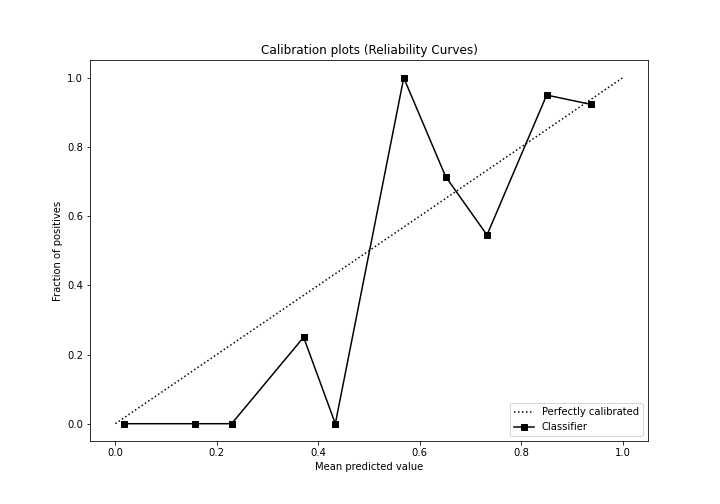 Calibration plots (Reliability Curves)
1.0
0.8
0.6
0.4
0.2
0.0
Fraction of positives
Perfectly calibrated
Classifier
0.0 0.2 0.4 0.6 0.8 1.0
Mean predicted value